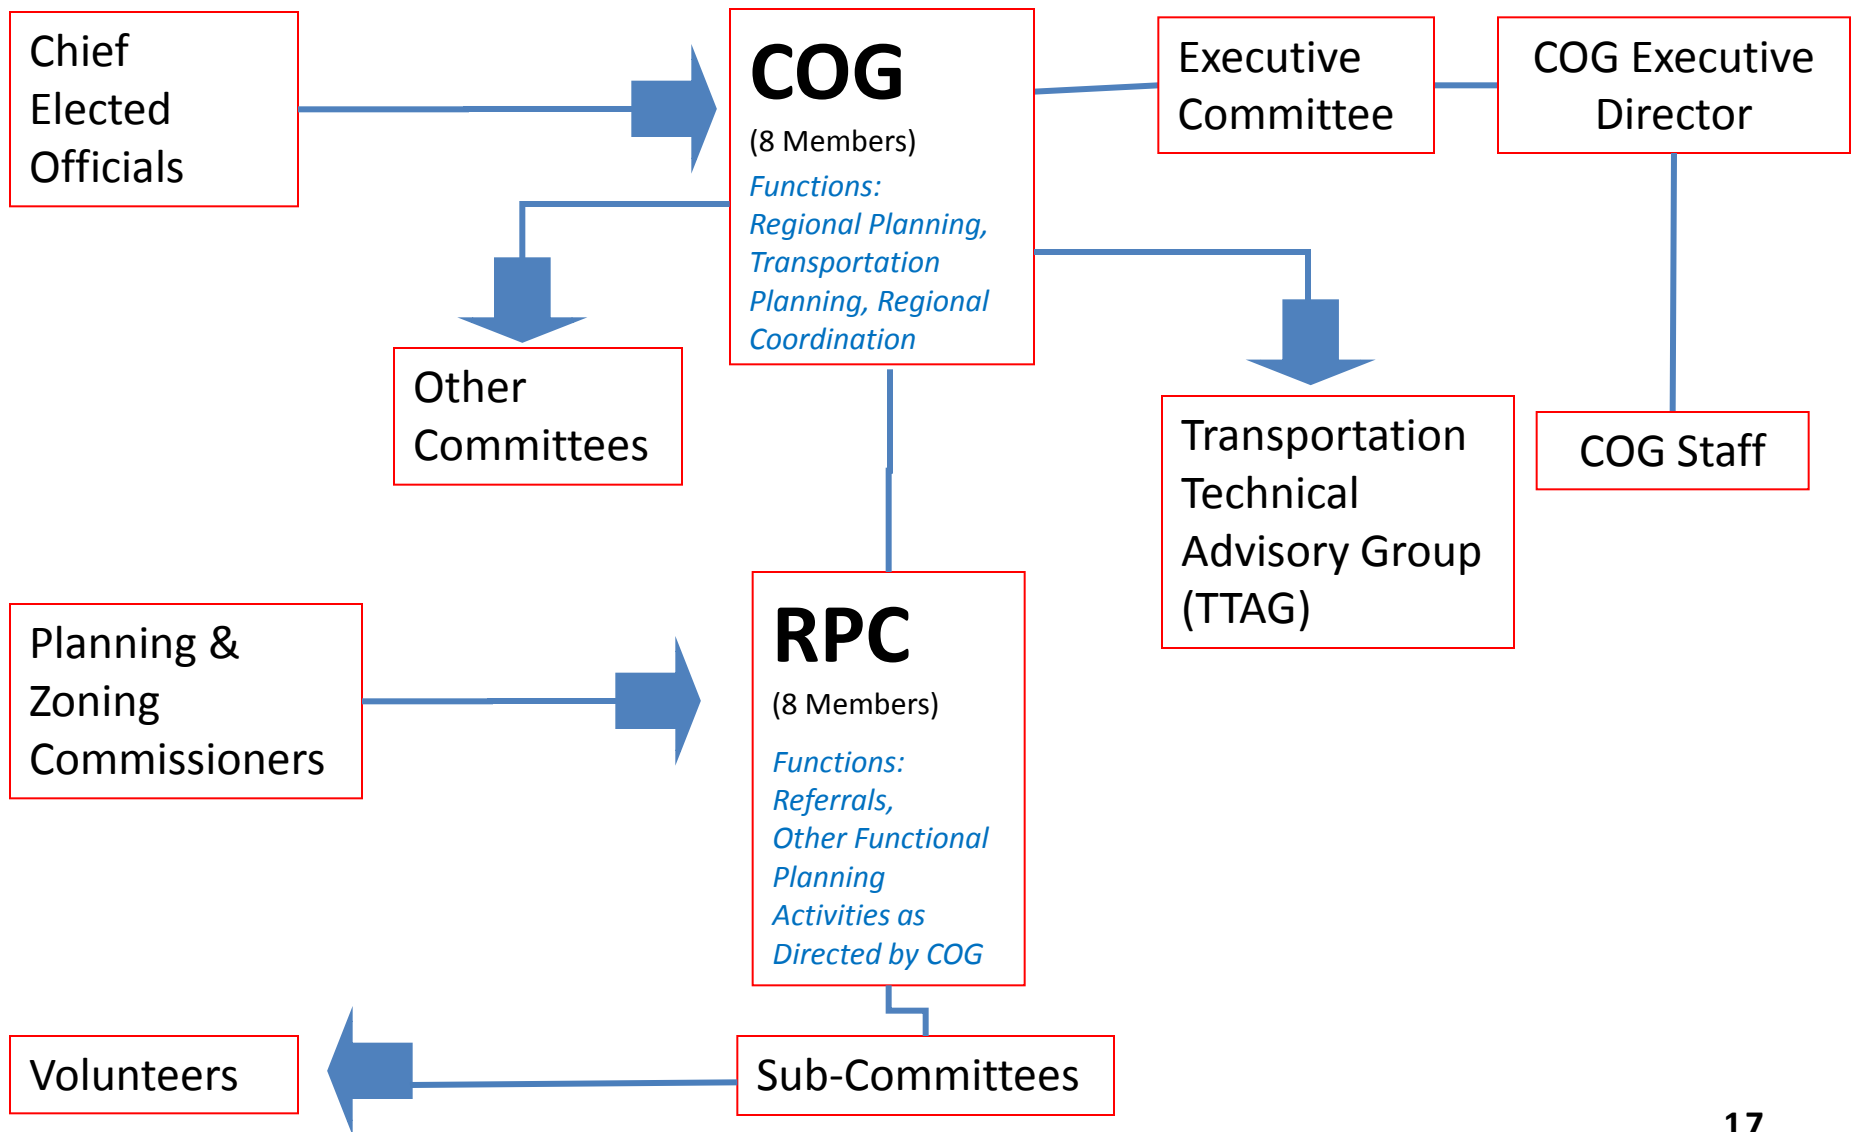 Chief
Elected
Officials
COG
(8 Members)
Functions:
Regional Planning,
Transportation
Planning, Regional
Coordination
Executive
Committee
COG Executive
Director
Other
Committees
Transportation
Technical
Advisory Group
(TTAG)
COG Staff
Planning &
Zoning
Commissioners
RPC
(8 Members)
Functions:
Referrals,
Other Functional
Planning
Activities as
Directed by COG
Volunteers
Sub-Committees
17